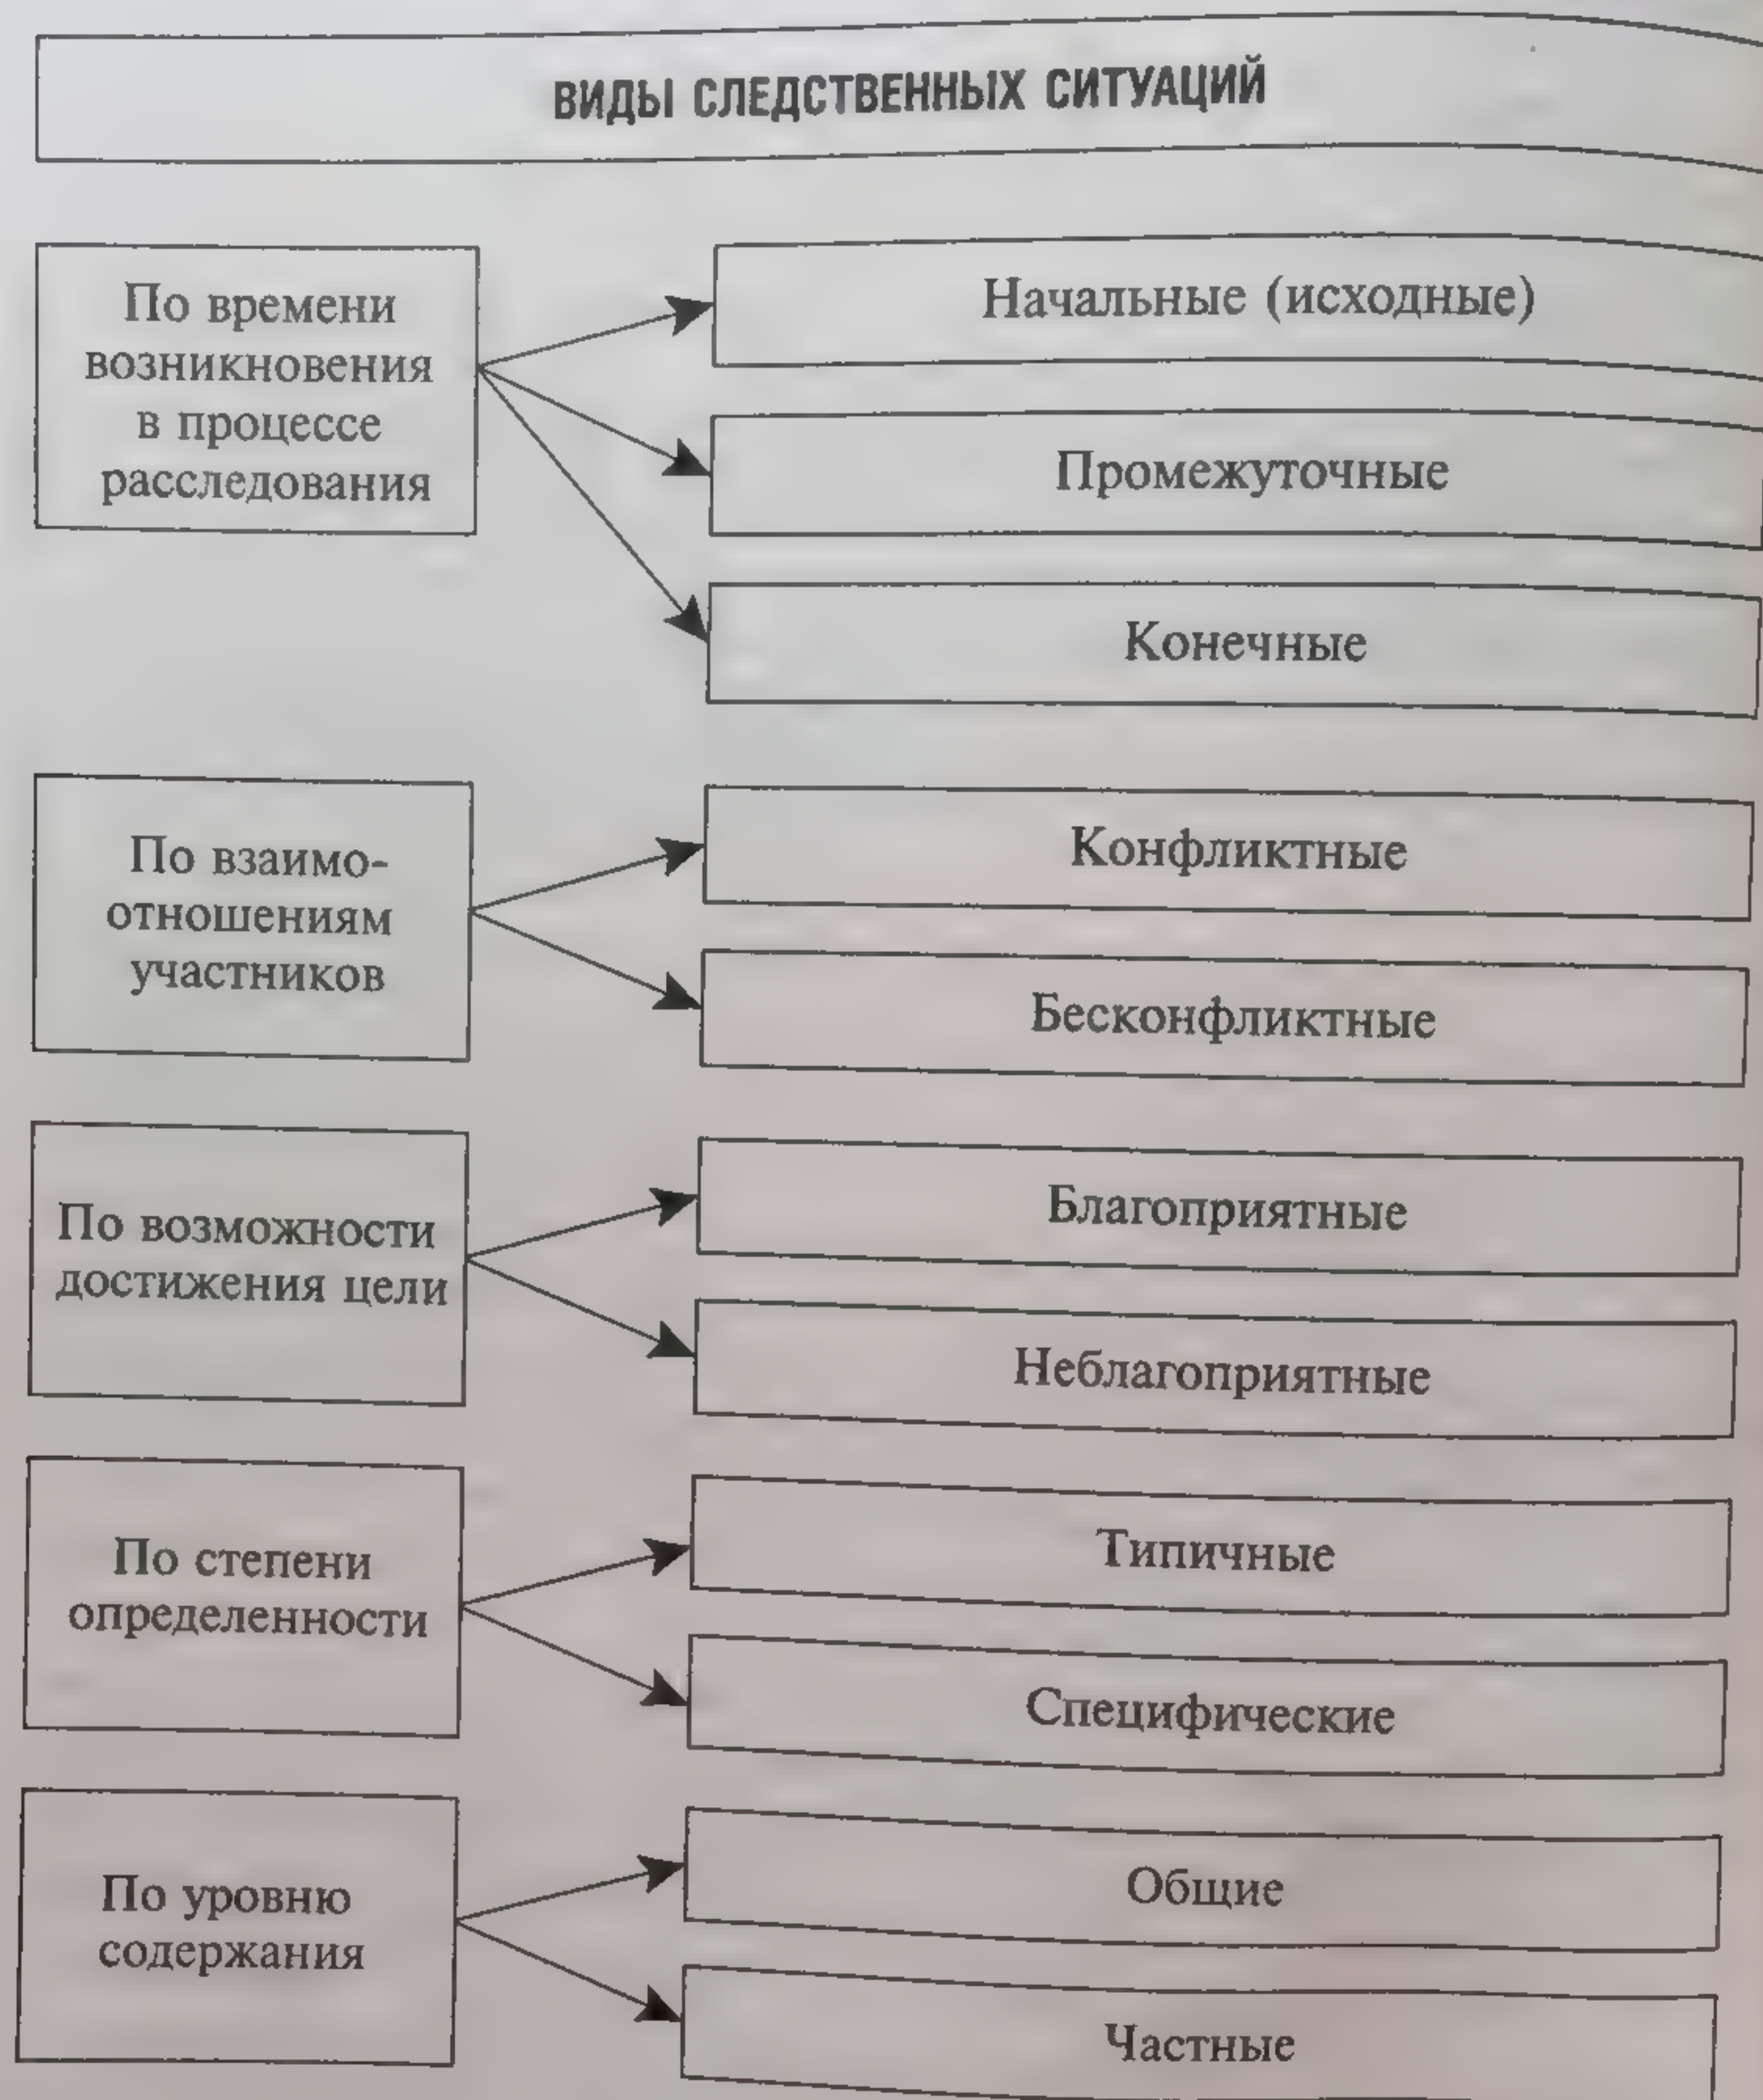 ВИДЫ СЛЕДСТВЕННЫХ СИТУАЦИЙ
По времени
возникновения
в процессе
расследования
Начальные (исходные)
Промежуточные
Конечные
По взаимо-
отношениям
участников
Конфликтные
Бесконфликтные
По возможности
достижения цели
Благоприятные
Неблагоприятные
По степени
определенности
Типичные
Специфические
По уровню
содержания
Общие
Частные